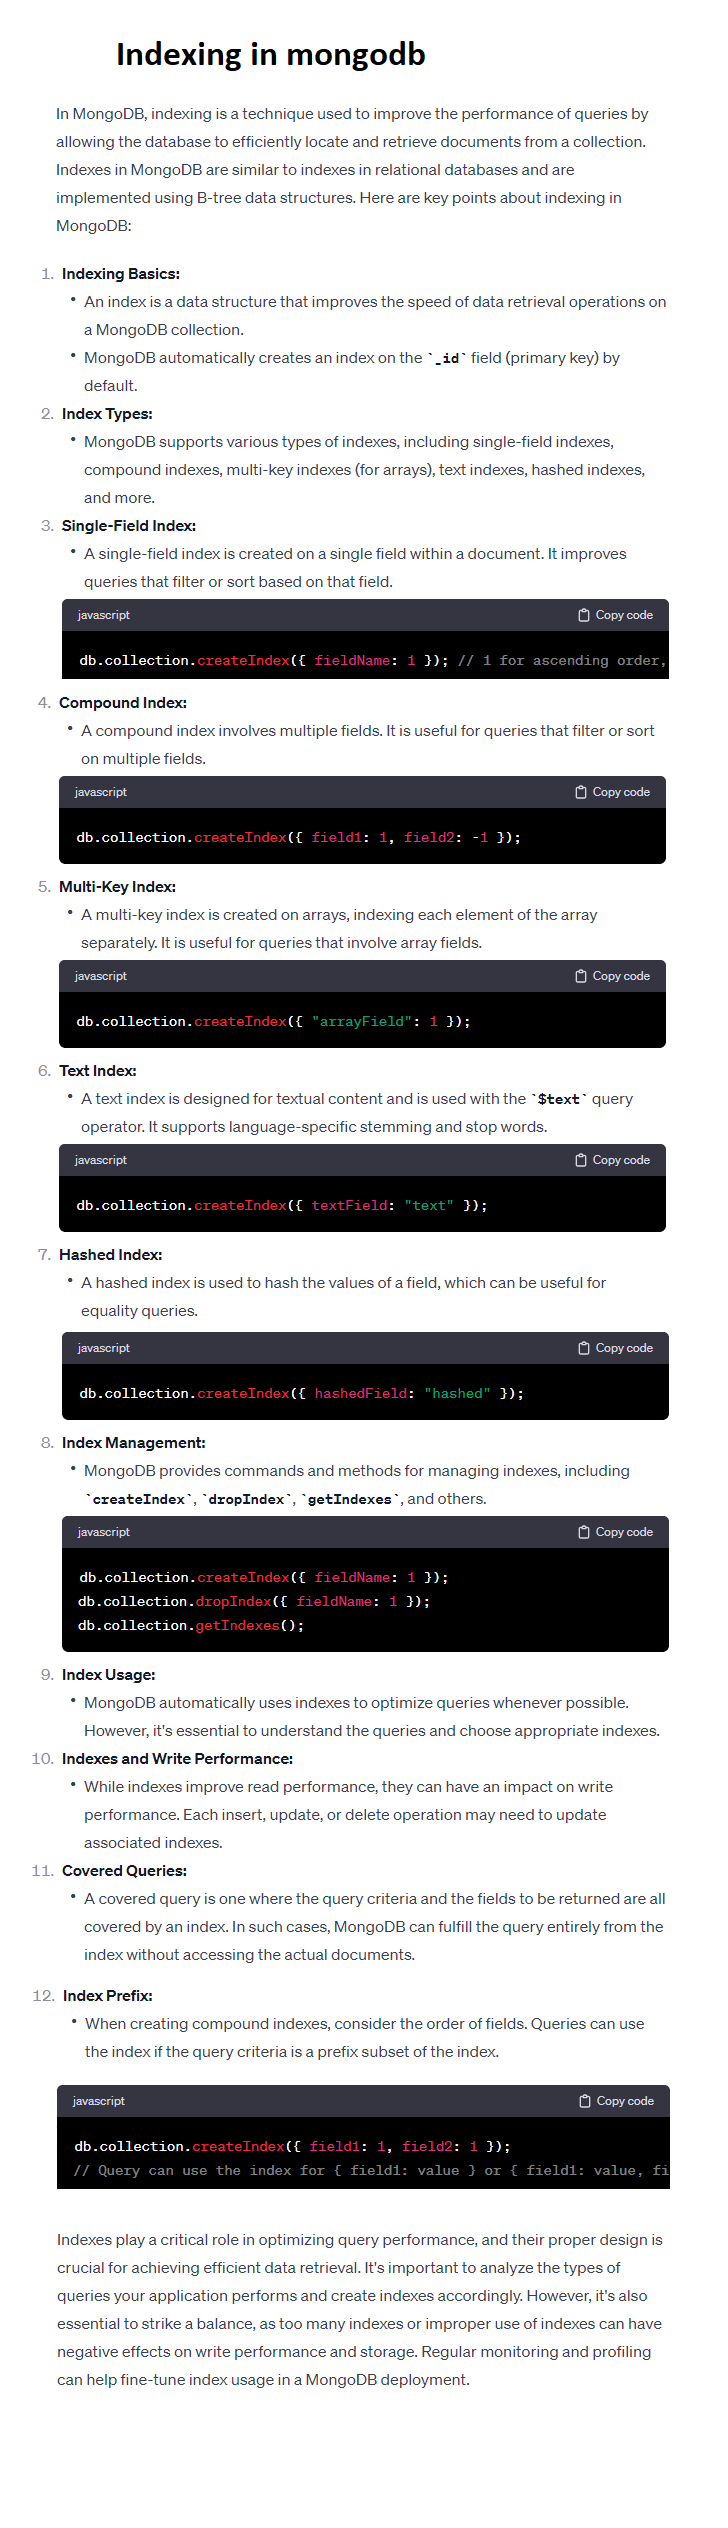 Indexing in mongodb
In MongoDB, indexing is a technique used to improve the performance of queries by
allowing the database to efficiently locate and retrieve documents from a collection.
Indexes in MongoDB are similar to indexes in relational databases and are
implemented using B-tree data structures. Here are key points about indexing in
MongoDB:
1. Indexing Basics:
• An index is a data structure that improves the speed of data retrieval operations on
a MongoDB collection.
• MongoDB automatically creates an index on the `_id` field (primary key) by
default.
2. Index Types:
• MongoDB supports various types of indexes, including single-field indexes,
compound indexes, multi-key indexes (for arrays), text indexes, hashed indexes,
and more.
3. Single-Field Index:
• A single-field index is created on a single field within a document. It improves
queries that filter or sort based on that field.
javascript Copy code
db.collection.createIndex({ fieldName: 1 }); // 1 for ascending order,
4. Compound Index:
• A compound index involves multiple fields. It is useful for queries that filter or sort
on multiple fields.
javascript Copy code
db.collection.createIndex({ field1: 1, field2: -1 });
5. Multi-Key Index:
• A multi-key index is created on arrays, indexing each element of the array
separately. It is useful for queries that involve array fields.
javascript Copy code
db.collection.createIndex({ "arrayField": 1 });
6. Text Index:
• A text index is designed for textual content and is used with the `$text` query
operator. It supports language-specific stemming and stop words.
javascript Copy code
db.collection.createIndex({ textField: "text" });
7. Hashed Index:
• A hashed index is used to hash the values of a field, which can be useful for
equality queries.
javascript Copy code
db.collection.createIndex({ hashedField: "hashed" });
8. Index Management:
• MongoDB provides commands and methods for managing indexes, including
`createIndex`, `dropIndex`, `getIndexes`, and others.
javascript Copy code
db.collection.createIndex({ fieldName: 1 });
db.collection.dropIndex({ fieldName: 1 });
db.collection.getIndexes();
9. Index Usage:
• MongoDB automatically uses indexes to optimize queries whenever possible.
However, it's essential to understand the queries and choose appropriate indexes.
10. Indexes and Write Performance:
• While indexes improve read performance, they can have an impact on write
performance. Each insert, update, or delete operation may need to update
associated indexes.
11. Covered Queries:
• A covered query is one where the query criteria and the fields to be returned are all
covered by an index. In such cases, MongoDB can fulfill the query entirely from the
index without accessing the actual documents.
12. Index Prefix:
• When creating compound indexes, consider the order of fields. Queries can use
the index if the query criteria is a prefix subset of the index.
javascript Copy code
db.collection.createIndex({ field1: 1, field2: 1 });
// Query can use the index for { field1: value } or { field1: value, fi
Indexes play a critical role in optimizing query performance, and their proper design is
crucial for achieving efficient data retrieval. It's important to analyze the types of
queries your application performs and create indexes accordingly. However, it's also
essential to strike a balance, as too many indexes or improper use of indexes can have
negative effects on write performance and storage. Regular monitoring and profiling
can help fine-tune index usage in a MongoDB deployment.